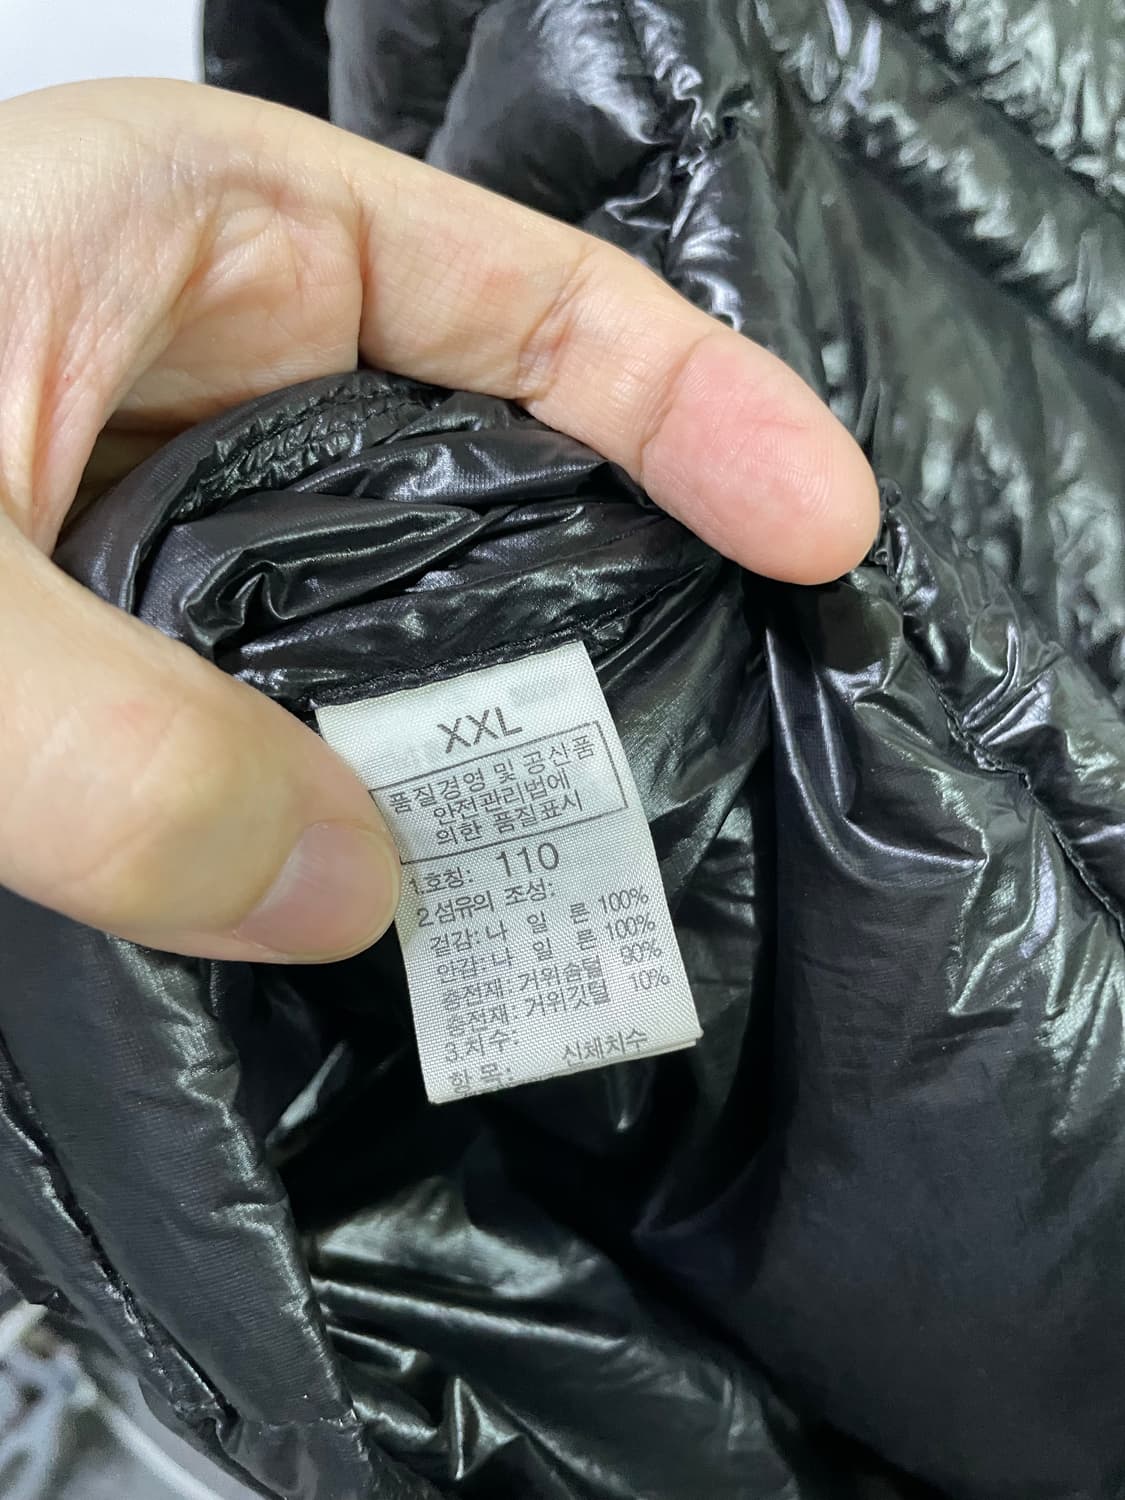 XXL
품질경영 및 공산품
안전관리법에
의한 품질표시
1.호칭: 110
2.섬유의 조성:
겉감: 나 일 론 100%
안감: 나 일 론 100%
충전재: 거위솜털 90%
충전재: 거위깃털 10%
3.치수: 신체치수
항 목: